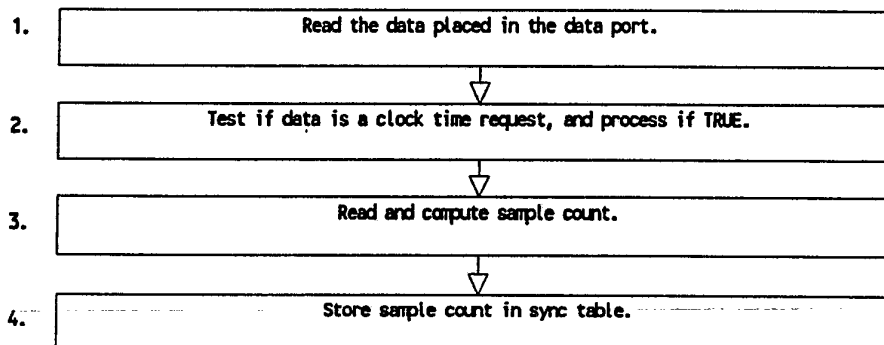 1. Read the data placed in the data port.
2. Test if data is a clock time request, and process if TRUE.
3. Read and compute sample count.
4. Store sample count in sync table.